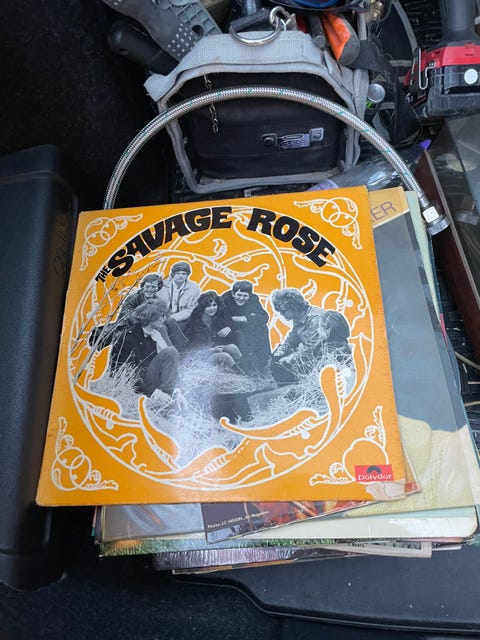 THE
SAVAGE ROSE
ER
Polydor